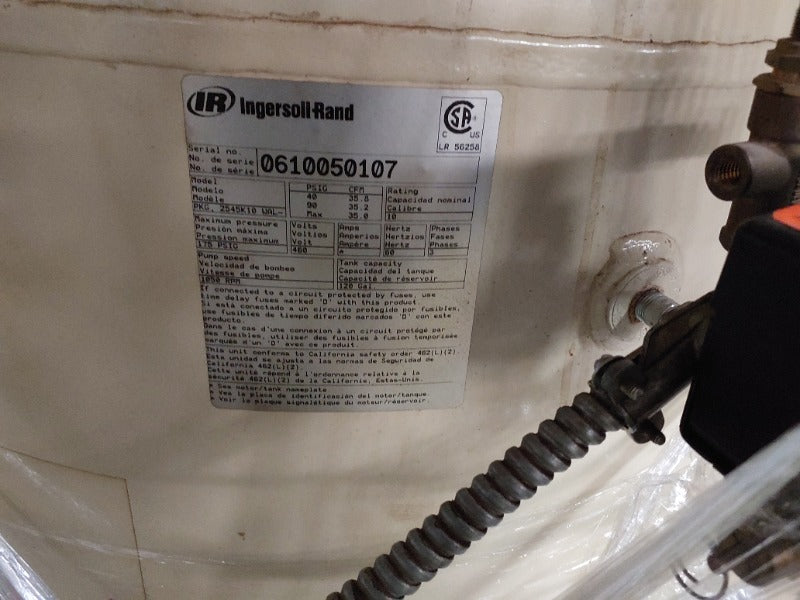 IR Ingersoll-Rand
CSA
C US
LR 56258
Serial no.
No. de serie
No. de série
0610050107
Model
Modelo
Modèle
PKG, 2545K10 VAL-
PSIG CFM
40 35.8
90 35.2
Max 35.0
Rating
Capacidad nominal
Calibre
10
Maximum pressure
Presión máxima
Pression maximum
175 PSIG
Volts
Voltios
Volt
460
Amps
Amperios
Ampère
*
Hertz
Hertzios
Hertz
60
Phases
Fases
Phases
3
Pump speed
Velocidad de bombeo
Vitesse de pompe
1050 RPM
Tank capacity
Capacidad del tanque
Capacité de réservoir
120 Gal
If connected to a circuit protected by fuses, use
time delay fuses marked 'D' with this product.
Si está conectado a un circuito protegido por fusibles,
use fusibles de tiempo diferido marcados 'D' con este
producto.
Dans le cas d'une connexion à un circuit protégé par
des fusibles, utiliser des fusibles à fusion temporisée
marqués d'un 'D' avec ce produit.
This unit conforms to California safety order 462(L)(2).
Esta unidad se ajusta a las normas de Seguridad de
California 462(L)(2).
Cette unité répond à l'ordonnance relative à la
sécurité 462(L)(2) de la Californie, Etats-Unis.
* See motor/tank nameplate
* Vea la placa de identificación del motor/tanque.
* Voir la plaque signalétique du moteur/réservoir.